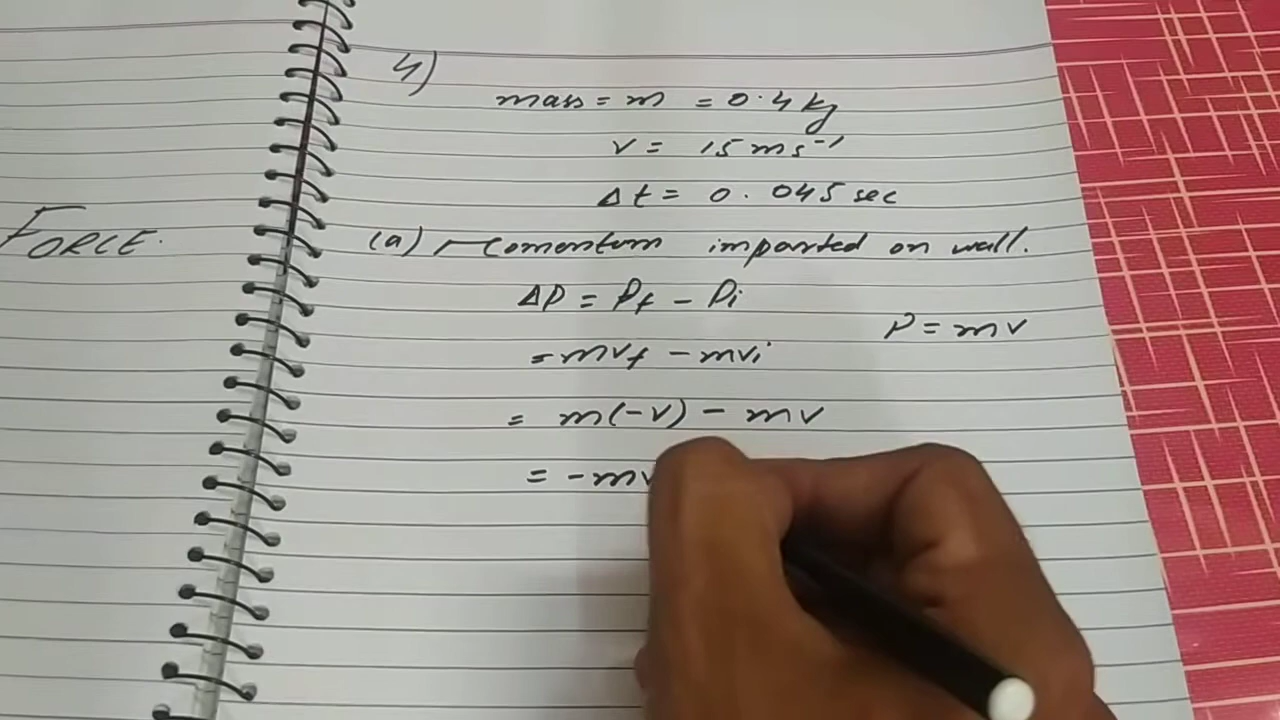 FORCE.
4)
mass = m = 0.4 kg
v = 15 ms⁻¹
Δt = 0.045 sec
(a) imparted on wall.
ΔP = Pf - Pi
P = mv
= mvf - mvi
= m(-v) - mv
= -mv